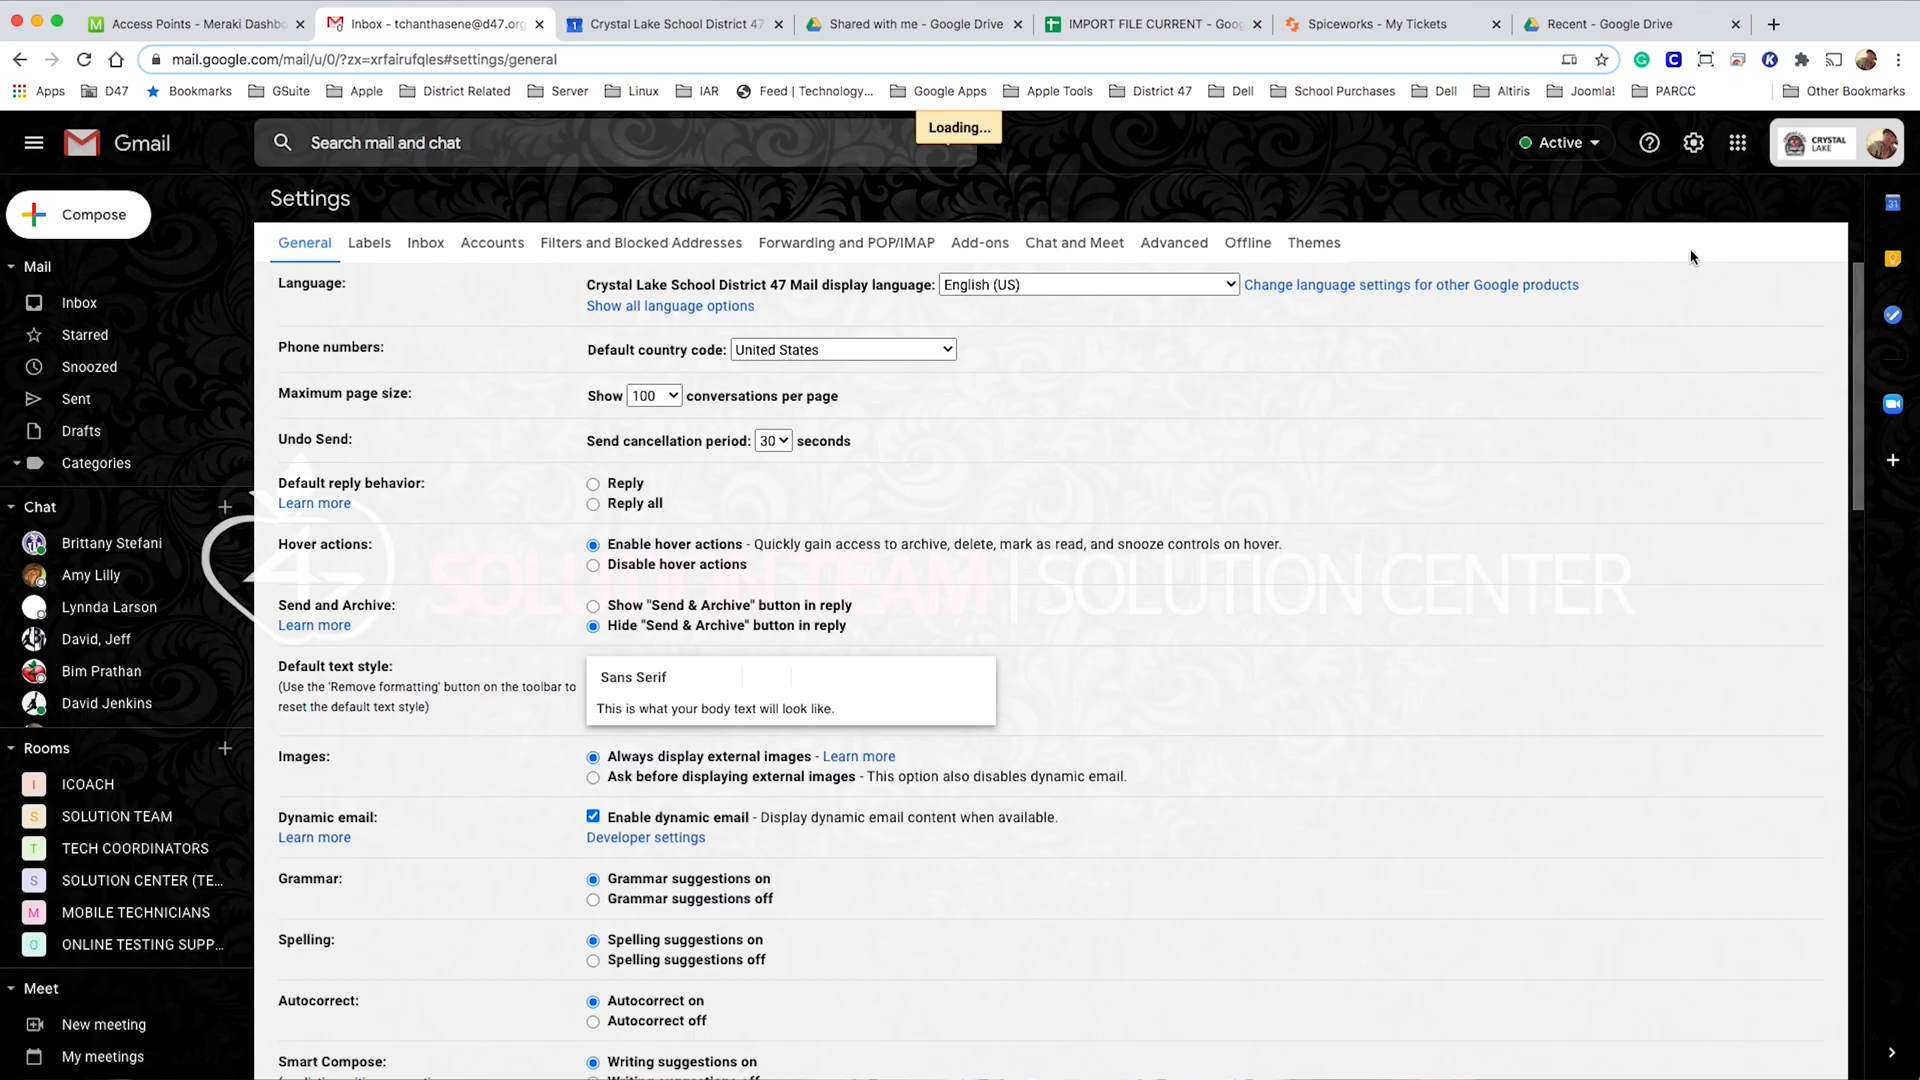 Access Points - Meraki Dashbo
Inbox - tchanthasene@d47.org
Crystal Lake School District 47
Shared with me - Google Drive
IMPORT FILE CURRENT - Goog
Spiceworks - My Tickets
Recent - Google Drive
mail.google.com/mail/u/0/?zx=xrfairufqles#settings/general
Apps
D47
Bookmarks
GSuite
Apple
District Related
Server
Linux
IAR
Feed | Technology...
Google Apps
Apple Tools
District 47
Dell
School Purchases
Dell
Altiris
Joomla!
PARCC
Other Bookmarks
Loading...
Gmail
Search mail and chat
Active
CRYSTAL
LAKE
Compose
Settings
General
Labels
Inbox
Accounts
Filters and Blocked Addresses
Forwarding and POP/IMAP
Add-ons
Chat and Meet
Advanced
Offline
Themes
Mail
Inbox
Starred
Snoozed
Sent
Drafts
Categories
Chat
Brittany Stefani
Amy Lilly
Lynnda Larson
David, Jeff
Bim Prathan
David Jenkins
Rooms
I ICOACH
S SOLUTION TEAM
T TECH COORDINATORS
S SOLUTION CENTER (TE...
M MOBILE TECHNICIANS
O ONLINE TESTING SUPP...
Meet
New meeting
My meetings
Language:
Crystal Lake School District 47 Mail display language: English (US) Change language settings for other Google products
Show all language options
Phone numbers:
Default country code: United States
Maximum page size:
Show 100 conversations per page
Undo Send:
Send cancellation period: 30 seconds
Default reply behavior:
Learn more
Reply
Reply all
Hover actions:
Enable hover actions - Quickly gain access to archive, delete, mark as read, and snooze controls on hover.
Disable hover actions
47 SOLUTION TEAM | SOLUTION CENTER
Send and Archive:
Learn more
Show "Send & Archive" button in reply
Hide "Send & Archive" button in reply
Default text style:
(Use the 'Remove formatting' button on the toolbar to
reset the default text style)
Sans Serif
This is what your body text will look like.
Images:
Always display external images - Learn more
Ask before displaying external images - This option also disables dynamic email.
Dynamic email:
Learn more
Enable dynamic email - Display dynamic email content when available.
Developer settings
Grammar:
Grammar suggestions on
Grammar suggestions off
Spelling:
Spelling suggestions on
Spelling suggestions off
Autocorrect:
Autocorrect on
Autocorrect off
Smart Compose:
Writing suggestions on
31